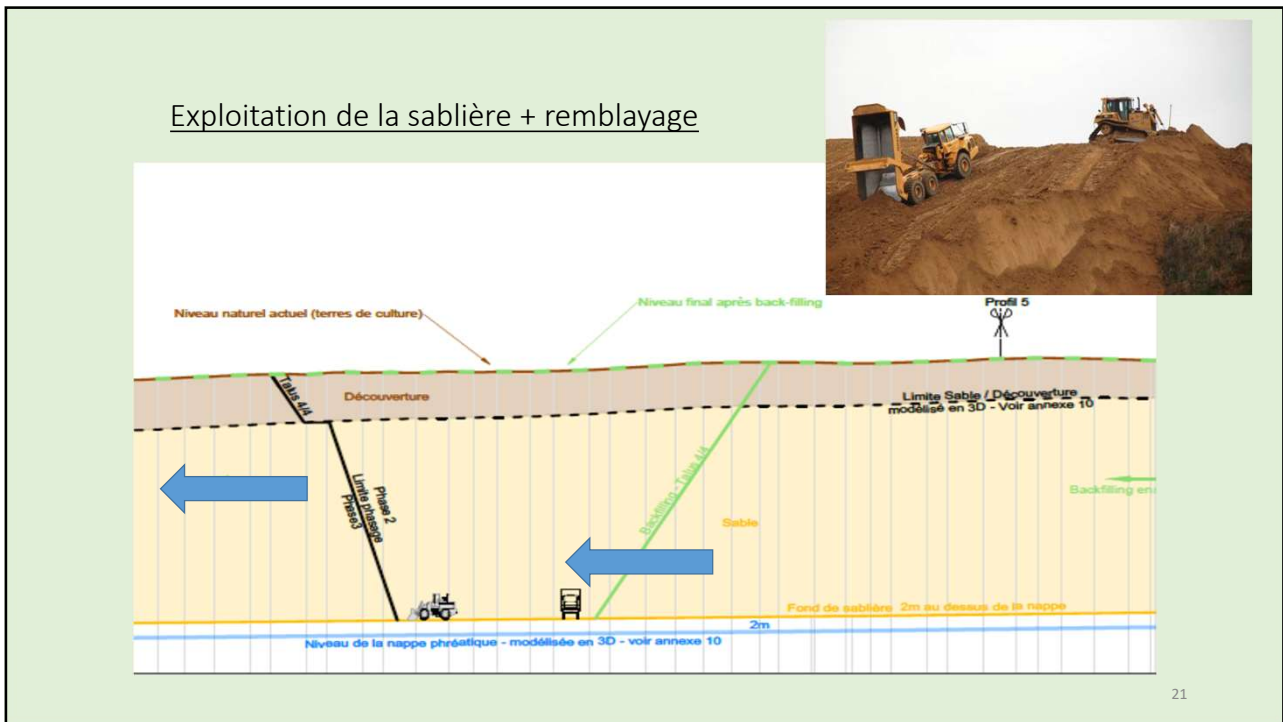 Exploitation de la sablière + remblayage
Niveau naturel actuel (terres de culture)
Niveau final après back-filling
Profil 5
Talus 4/4
Découverte
Limite Sable / Découverte
modélisé en 3D - Voir annexe 10
Phase 2
Limite phasage
Phase3
Backfilling - Talus 4/4
Sable
Backfilling en
Fond de sablière 2m au dessus de la nappe
2m
Niveau de la nappe phréatique - modélisée en 3D - voir annexe 10
21